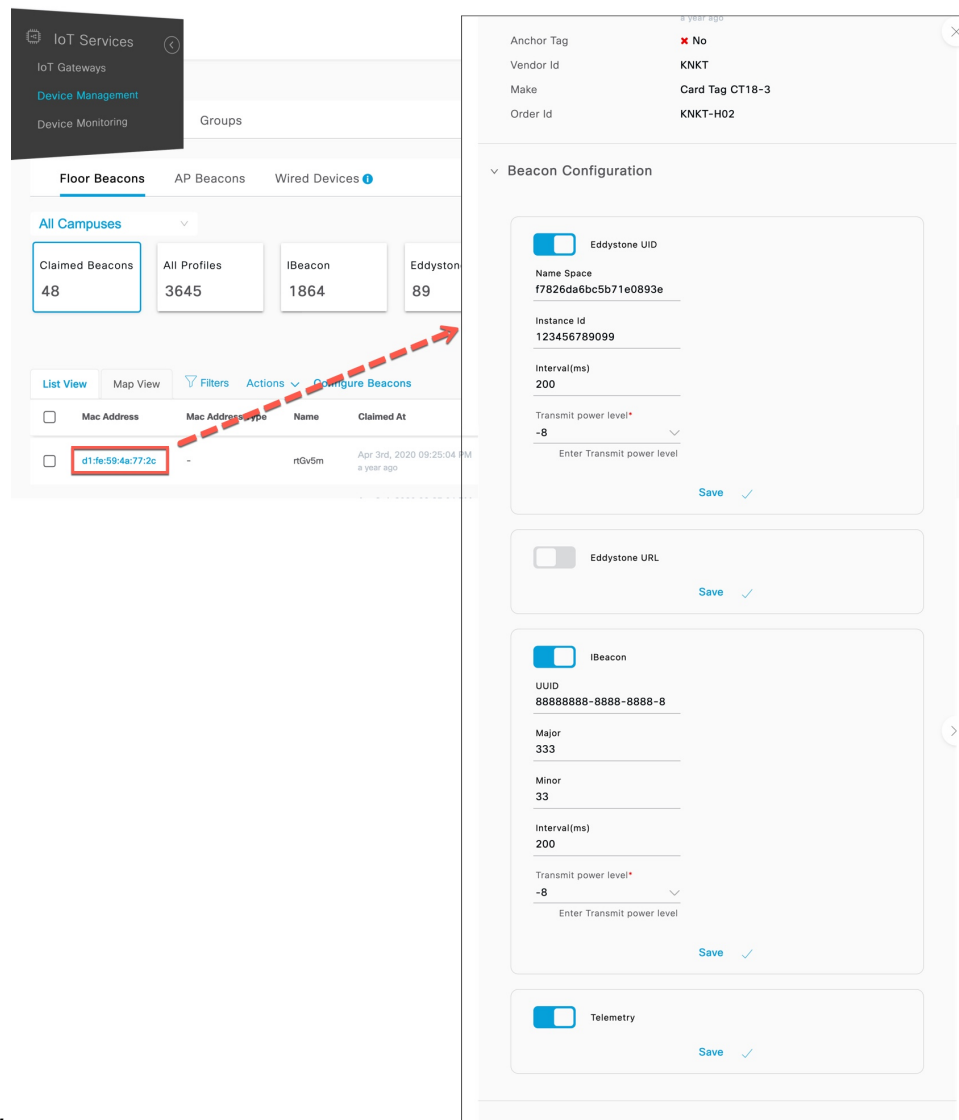 IoT Services
IoT Gateways
Device Management
Device Monitoring
Groups
Floor Beacons AP Beacons Wired Devices
All Campuses
Claimed Beacons All Profiles IBeacon Eddyston
48 3645 1864 89
List View Map View Filters Actions Configure Beacons
Mac Address Mac Address Type Name Claimed At
d1:fe:59:4a:77:2c - rtGv5m Apr 3rd, 2020 09:25:04 PM
a year ago
a year ago
Anchor Tag No
Vendor Id KNKT
Make Card Tag CT18-3
Order Id KNKT-H02
Beacon Configuration
Eddystone UID
Name Space
f7826da6bc5b71e0893e
Instance Id
123456789099
Interval(ms)
200
Transmit power level*
-8
Enter Transmit power level
Save
Eddystone URL
Save
IBeacon
UUID
88888888-8888-8888-8
Major
333
Minor
33
Interval(ms)
200
Transmit power level*
-8
Enter Transmit power level
Save
Telemetry
Save